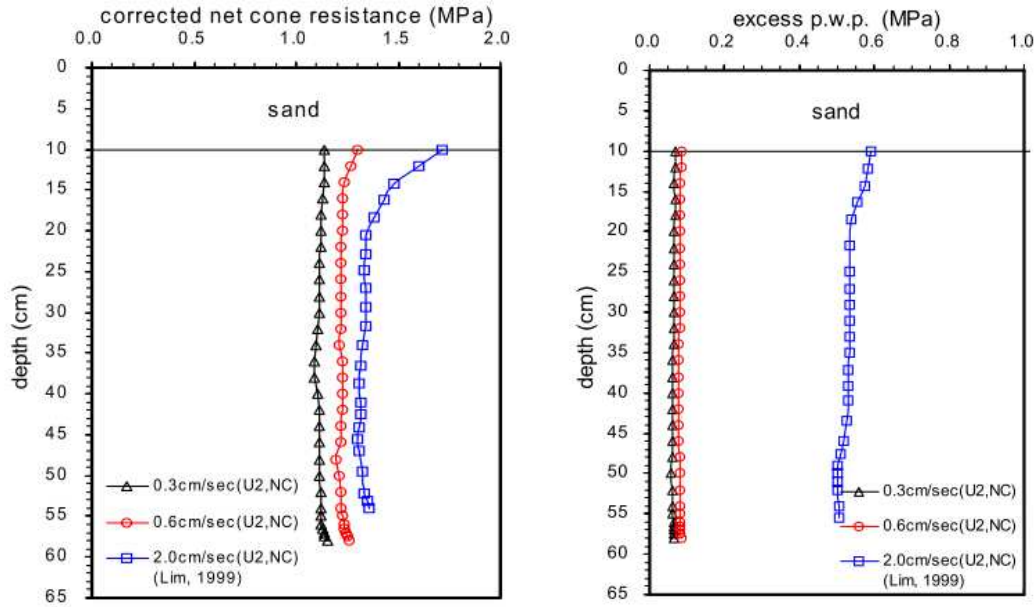 corrected net cone resistance (MPa)
0.0 0.5 1.0 1.5 2.0
0
5
10
15
20
25
30
35
40
45
50
55
60
65
depth (cm)
sand
0.3cm/sec(U2,NC)
0.6cm/sec(U2,NC)
2.0cm/sec(U2,NC)
(Lim, 1999)
excess p.w.p. (MPa)
0.0 0.2 0.4 0.6 0.8 1.0
0
5
10
15
20
25
30
35
40
45
50
55
60
65
depth (cm)
sand
0.3cm/sec(U2,NC)
0.6cm/sec(U2,NC)
2.0cm/sec(U2,NC)
(Lim, 1999)